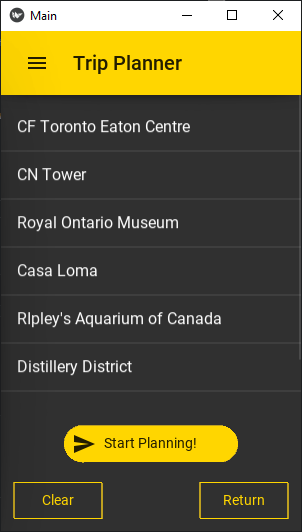 Main
Trip Planner
CF Toronto Eaton Centre
CN Tower
Royal Ontario Museum
Casa Loma
RIpley's Aquarium of Canada
Distillery District
Start Planning!
Clear
Return